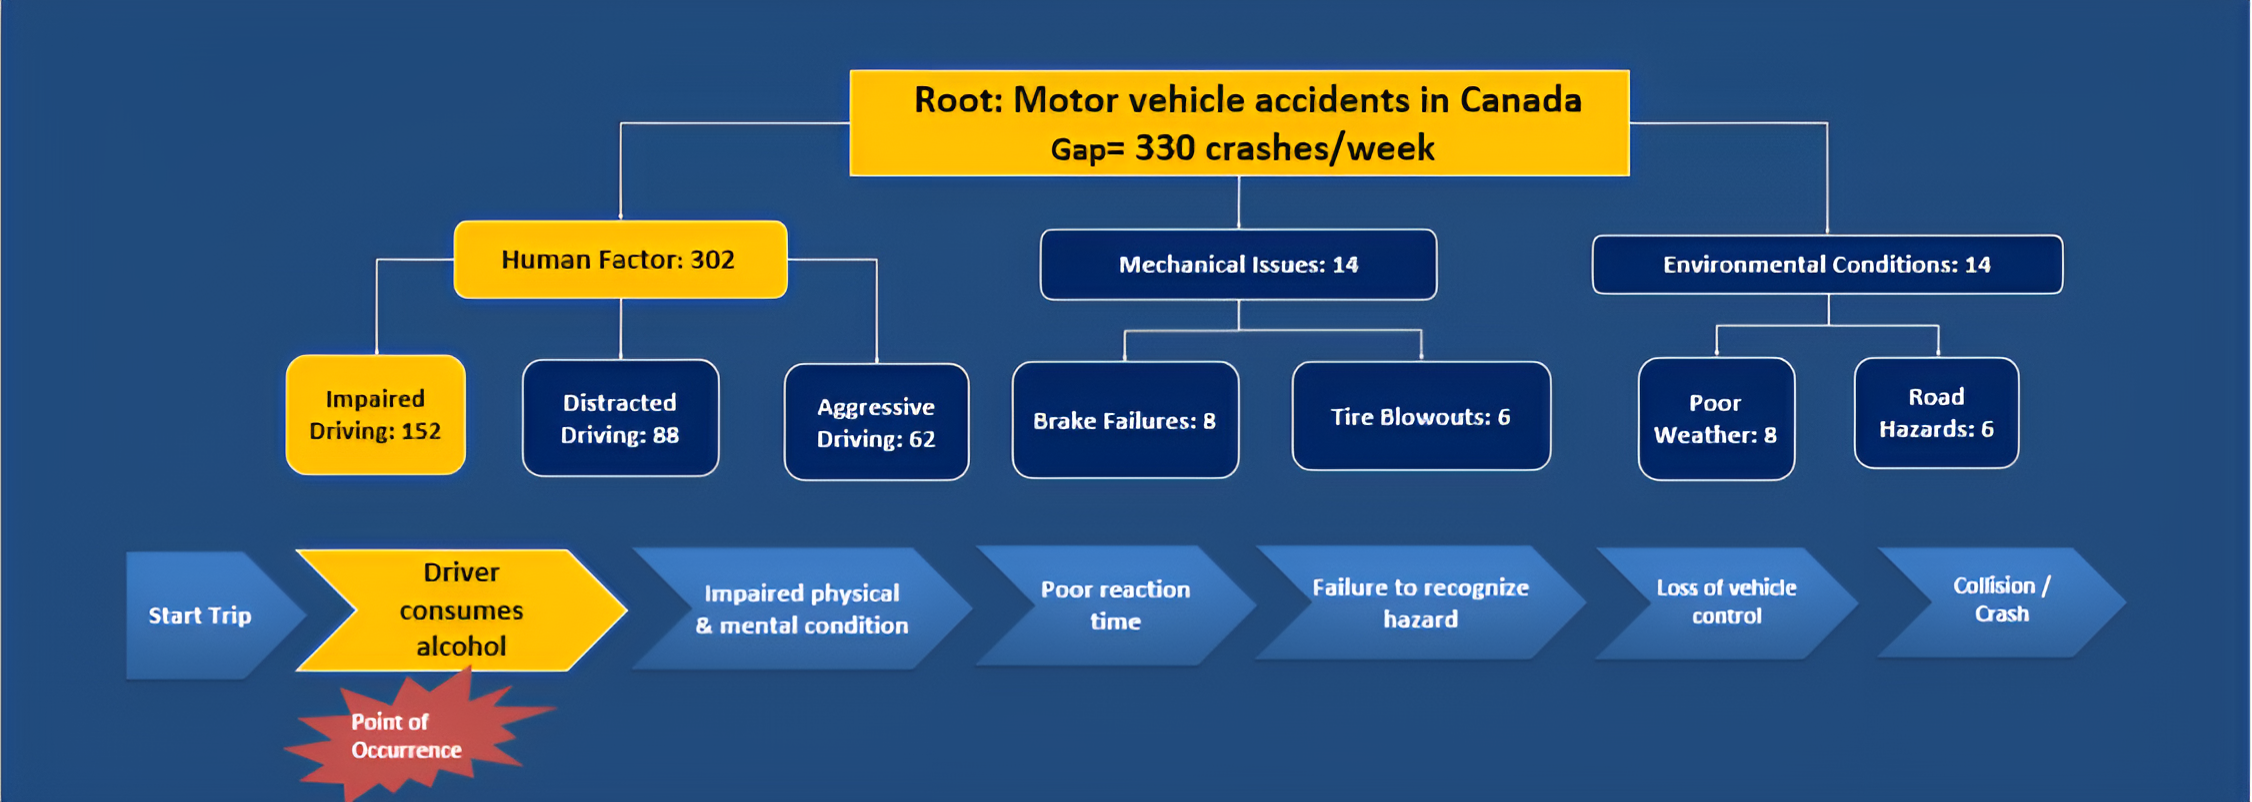 Root: Motor vehicle accidents in Canada
Gap= 330 crashes/week
Human Factor: 302
Mechanical Issues: 14
Environmental Conditions: 14
Impaired
Driving: 152
Distracted
Driving: 88
Aggressive
Driving: 62
Brake Failures: 8
Tire Blowouts: 6
Poor
Weather: 8
Road
Hazards: 6
Start Trip
Driver
consumes
alcohol
Impaired physical
& mental condition
Poor reaction
time
Failure to recognize
hazard
Loss of vehicle
control
Collision /
Crash
Point of
Occurrence